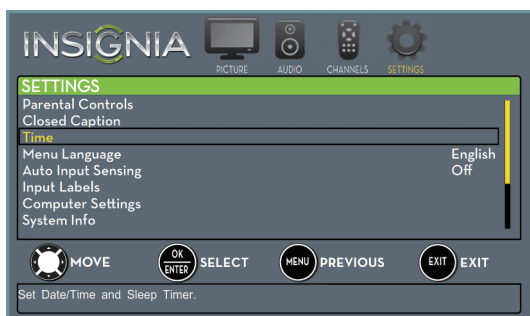 INSIGNIA
PICTURE AUDIO CHANNELS SETTINGS
SETTINGS
Parental Controls
Closed Caption
Time
Menu Language English
Auto Input Sensing Off
Input Labels
Computer Settings
System Info
MOVE OK ENTER SELECT MENU PREVIOUS EXIT EXIT
Set Date/Time and Sleep Timer.